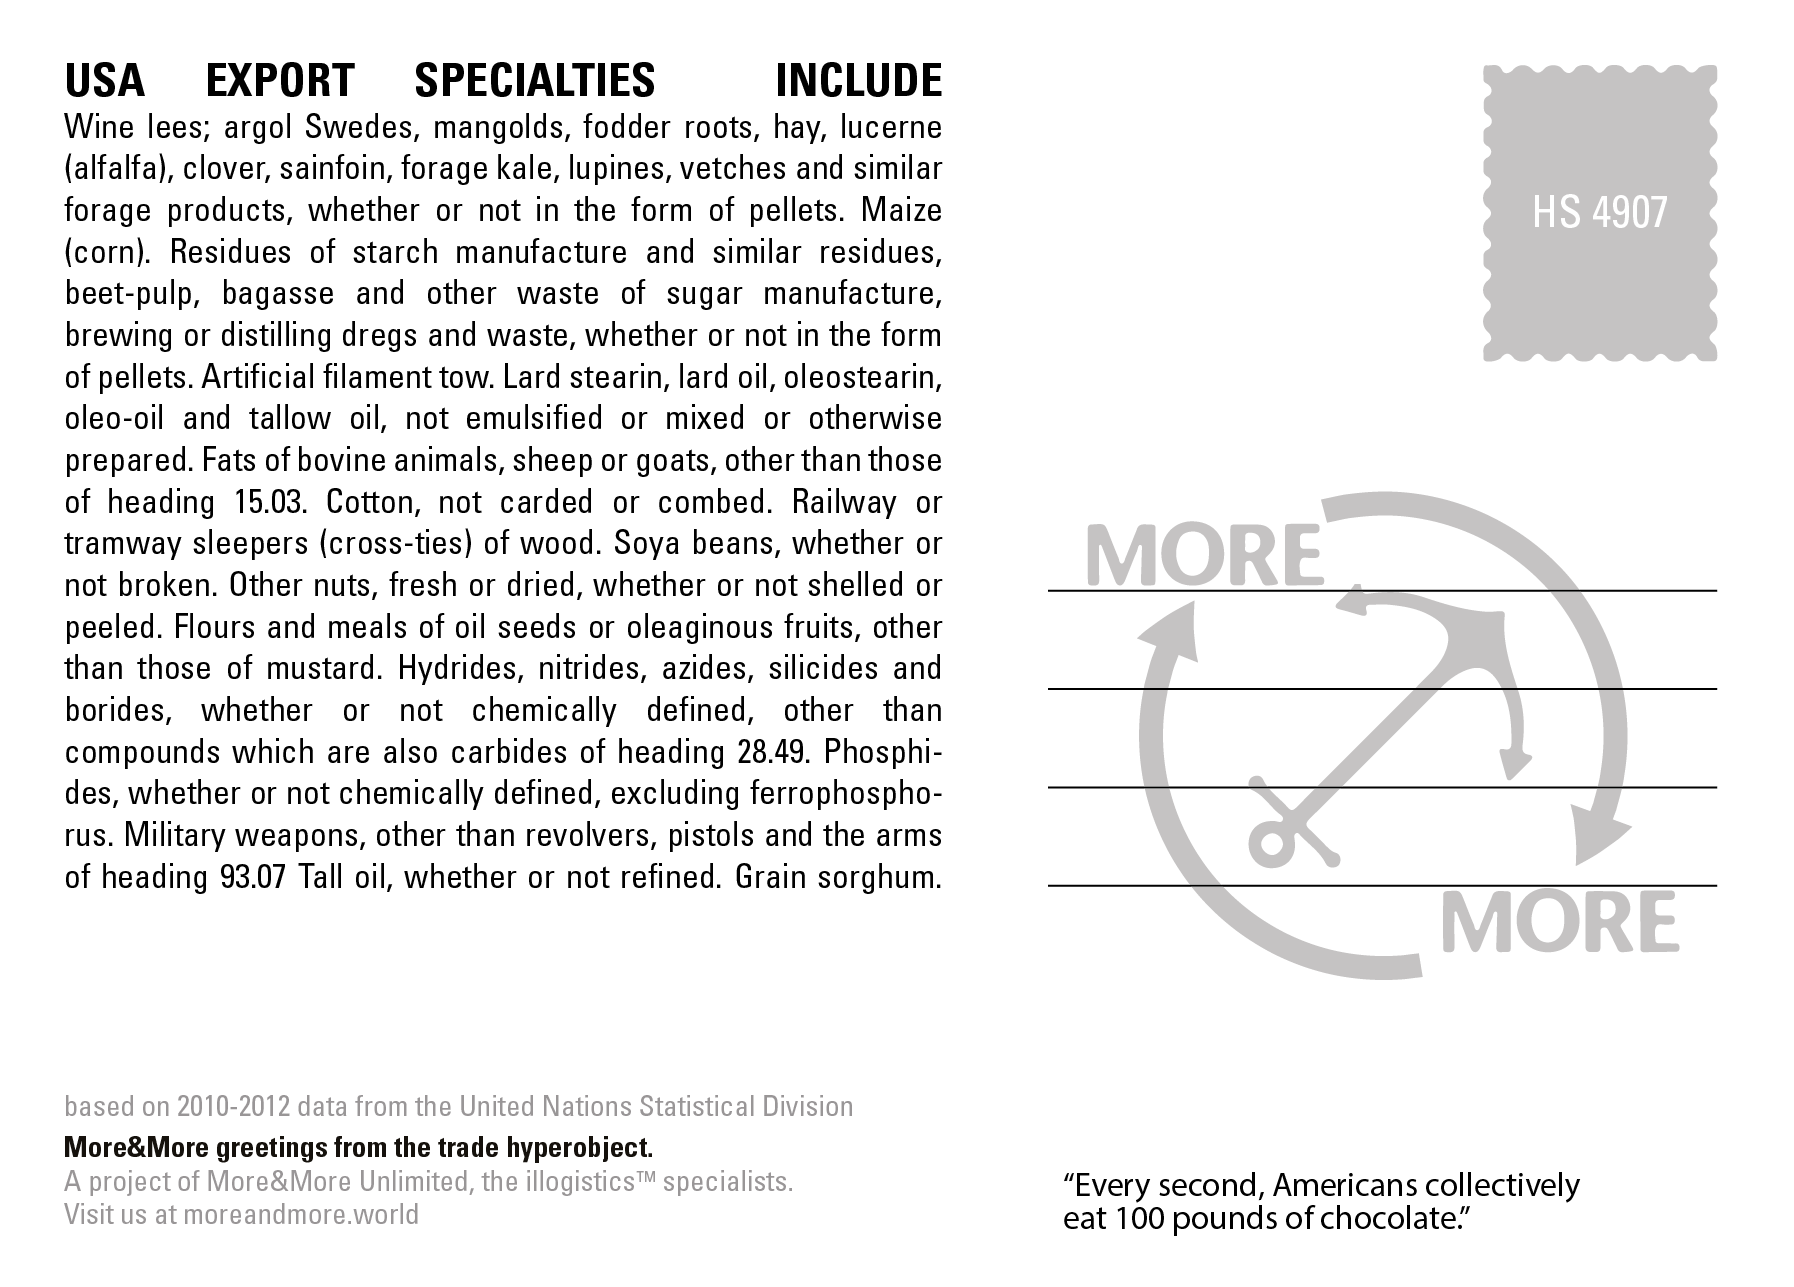 USA EXPORT SPECIALTIES INCLUDE
Wine lees; argol Swedes, mangolds, fodder roots, hay, lucerne
(alfalfa), clover, sainfoin, forage kale, lupines, vetches and similar
forage products, whether or not in the form of pellets. Maize
(corn). Residues of starch manufacture and similar residues,
beet-pulp, bagasse and other waste of sugar manufacture,
brewing or distilling dregs and waste, whether or not in the form
of pellets. Artificial filament tow. Lard stearin, lard oil, oleostearin,
oleo-oil and tallow oil, not emulsified or mixed or otherwise
prepared. Fats of bovine animals, sheep or goats, other than those
of heading 15.03. Cotton, not carded or combed. Railway or
tramway sleepers (cross-ties) of wood. Soya beans, whether or
not broken. Other nuts, fresh or dried, whether or not shelled or
peeled. Flours and meals of oil seeds or oleaginous fruits, other
than those of mustard. Hydrides, nitrides, azides, silicides and
borides, whether or not chemically defined, other than
compounds which are also carbides of heading 28.49. Phosphi-
des, whether or not chemically defined, excluding ferrophospho-
rus. Military weapons, other than revolvers, pistols and the arms
of heading 93.07 Tall oil, whether or not refined. Grain sorghum.
based on 2010-2012 data from the United Nations Statistical Division
More&More greetings from the trade hyperobject.
A project of More&More Unlimited, the illogistics™ specialists.
Visit us at moreandmore.world
HS 4907
MORE
MORE
“Every second, Americans collectively
eat 100 pounds of chocolate.”